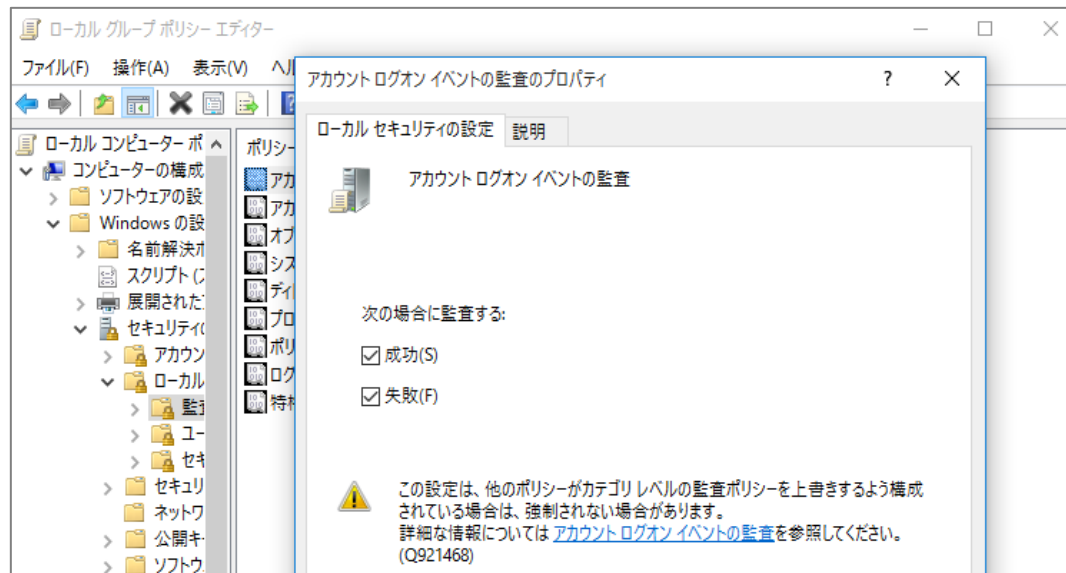 ローカル グループ ポリシー エディター
ファイル(F) 操作(A) 表示(V) ヘル
ローカル コンピューター ポ
コンピューターの構成
ソフトウェアの設
Windows の設
名前解決ポ
スクリプト (ス
展開された
セキュリティの
アカウン
ローカル
監査
ユー
セキ
セキュリ
ネットワ
公開キー
ソフトウ
ポリシー
アカ
アカ
オブ
シス
ディ
プロ
ポリ
ログ
特権
アカウント ログオン イベントの監査のプロパティ
ローカル セキュリティの設定 説明
アカウント ログオン イベントの監査
次の場合に監査する:
成功(S)
失敗(F)
この設定は、他のポリシーがカテゴリ レベルの監査ポリシーを上書きするよう構成
されている場合は、強制されない場合があります。
詳細な情報については アカウント ログオン イベントの監査を参照してください。
(Q921468)